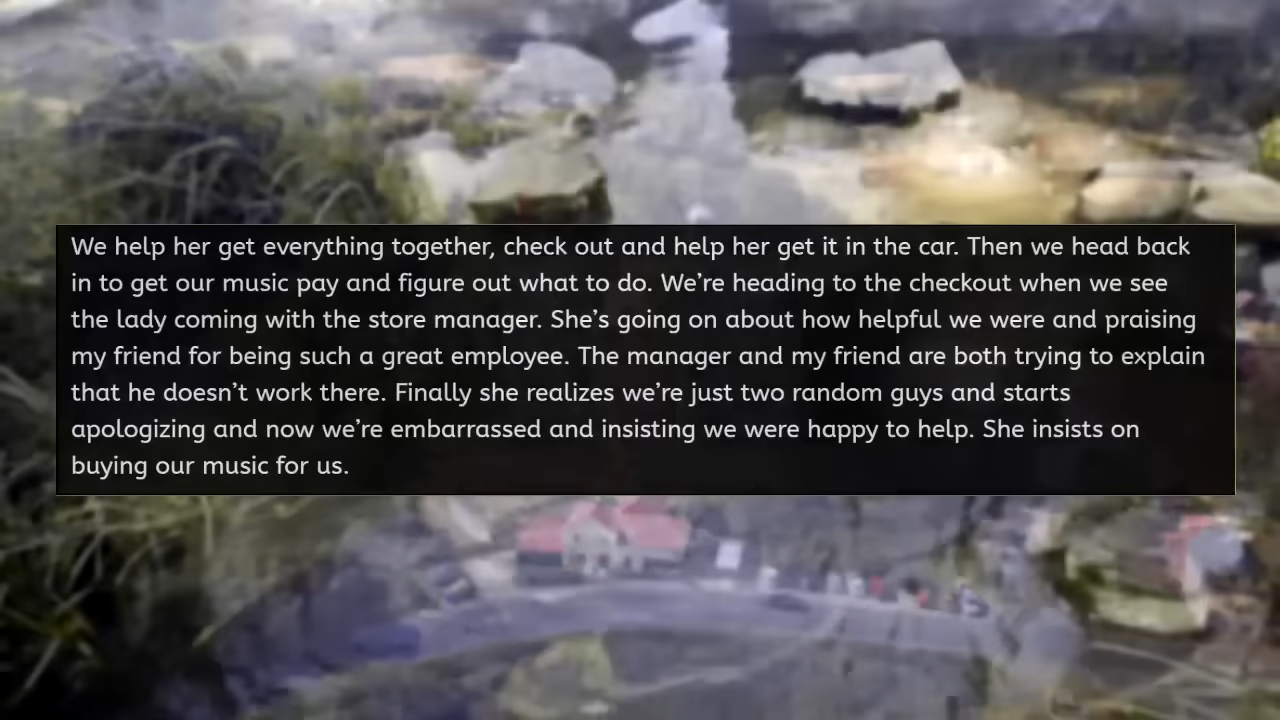 We help her get everything together, check out and help her get it in the car. Then we head back
in to get our music pay and figure out what to do. We’re heading to the checkout when we see
the lady coming with the store manager. She’s going on about how helpful we were and praising
my friend for being such a great employee. The manager and my friend are both trying to explain
that he doesn’t work there. Finally she realizes we’re just two random guys and starts
apologizing and now we’re embarrassed and insisting we were happy to help. She insists on
buying our music for us.